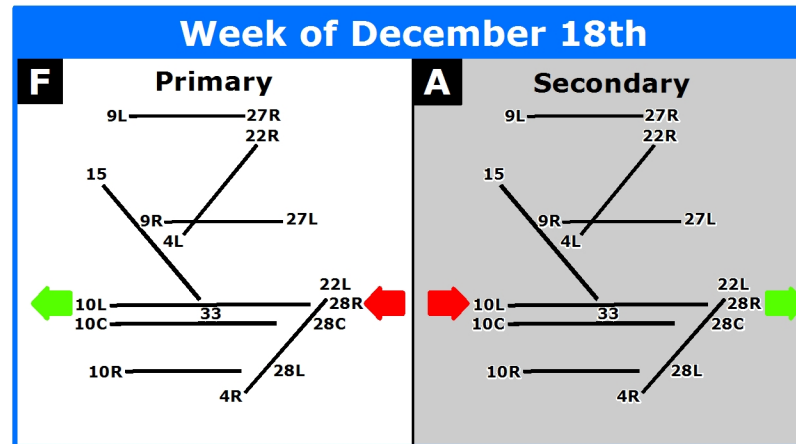 Week of December 18th
F Primary
9L 27R
22R
15
9R 27L
4L
22L
10L 28R
33
10C 28C
10R 28L
4R
A Secondary
9L 27R
22R
15
9R 27L
4L
22L
10L 28R
33
10C 28C
10R 28L
4R